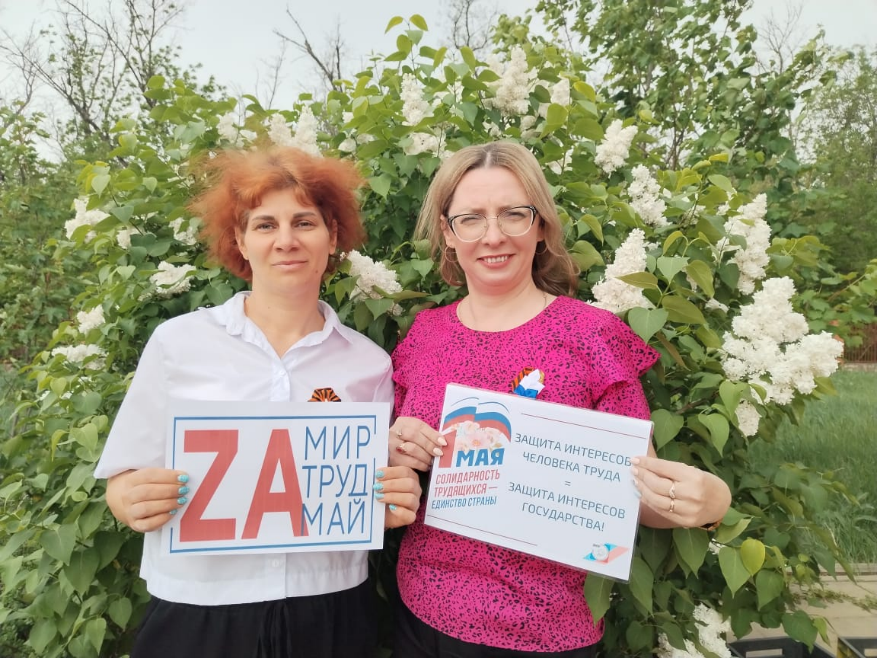 ZA
МИР
ТРУД
МАЙ
1 МАЯ
СОЛИДАРНОСТЬ
ТРУДЯЩИХСЯ —
ЕДИНСТВО СТРАНЫ
ЗАЩИТА ИНТЕРЕСОВ
ЧЕЛОВЕКА ТРУДА
=
ЗАЩИТА ИНТЕРЕСОВ
ГОСУДАРСТВА!